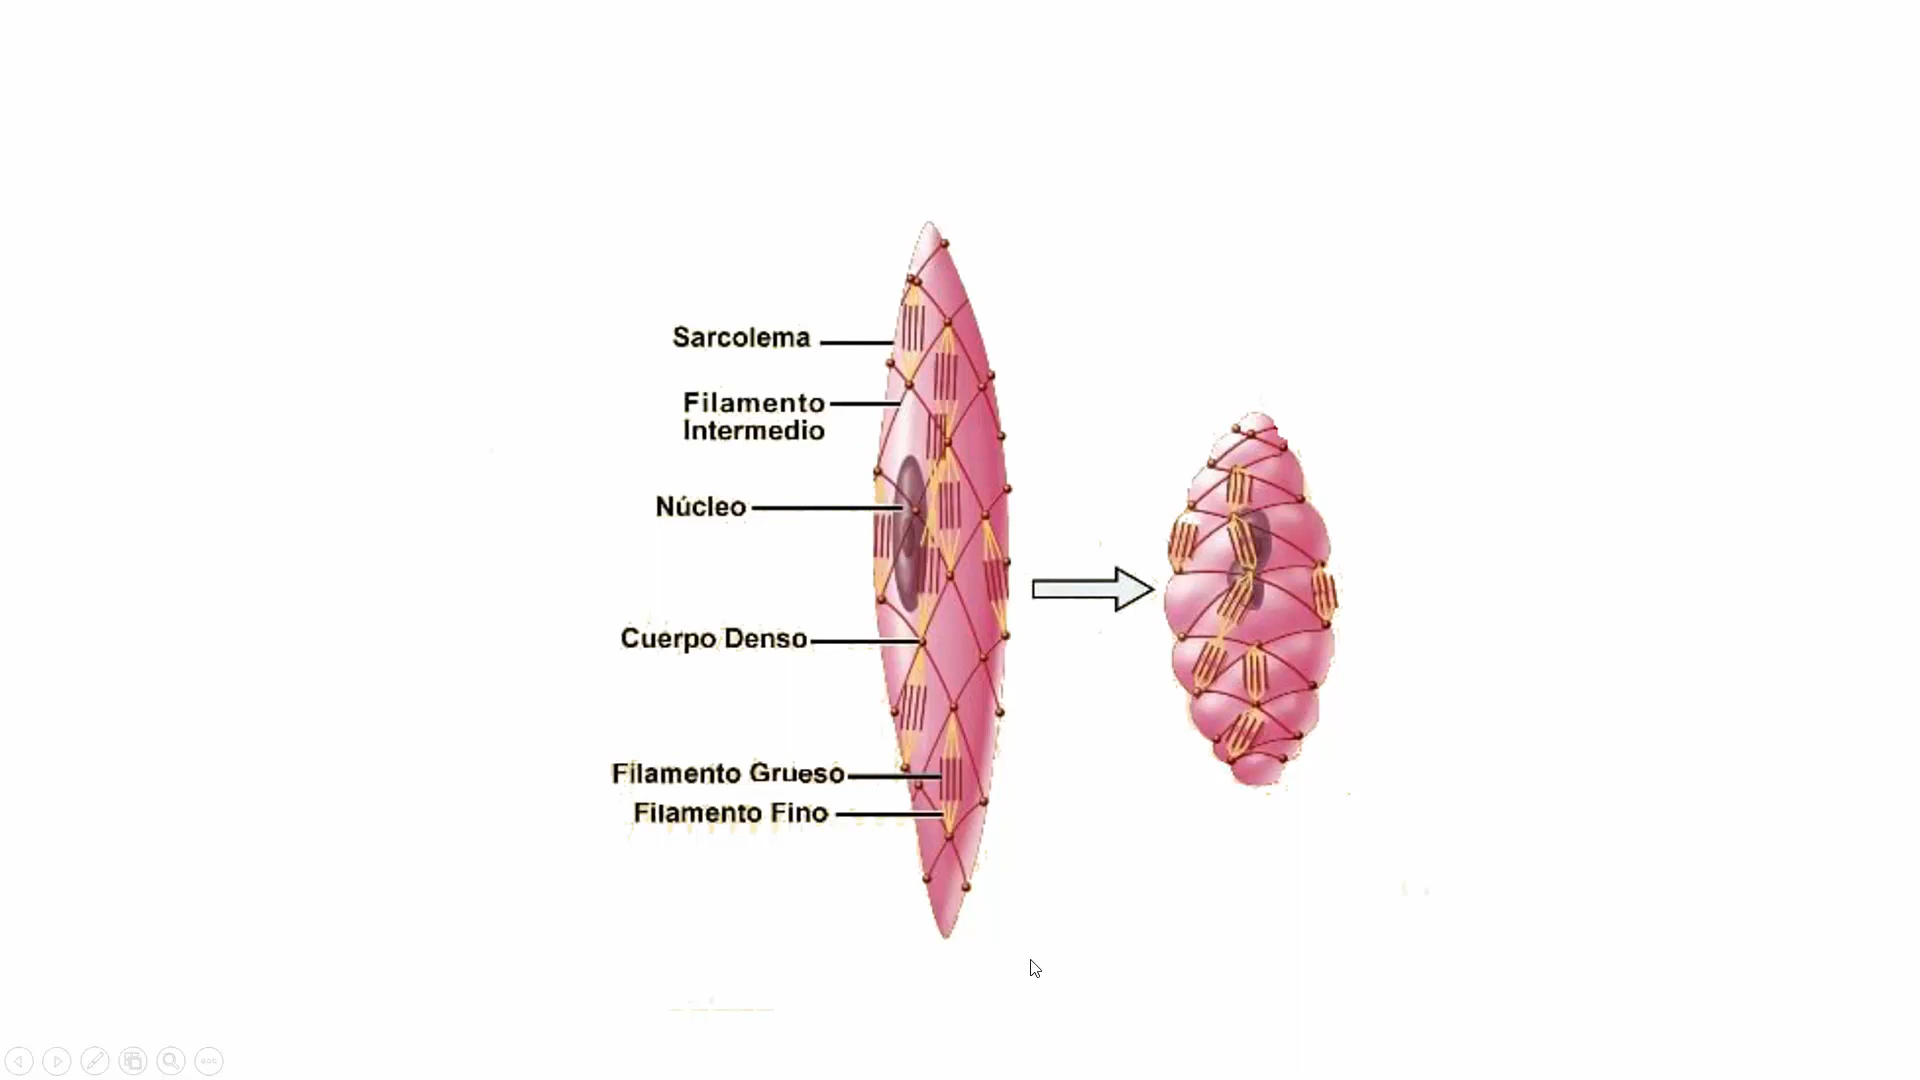 Sarcolema
Filamento
Intermedio
Núcleo
Cuerpo Denso
Filamento Grueso
Filamento Fino